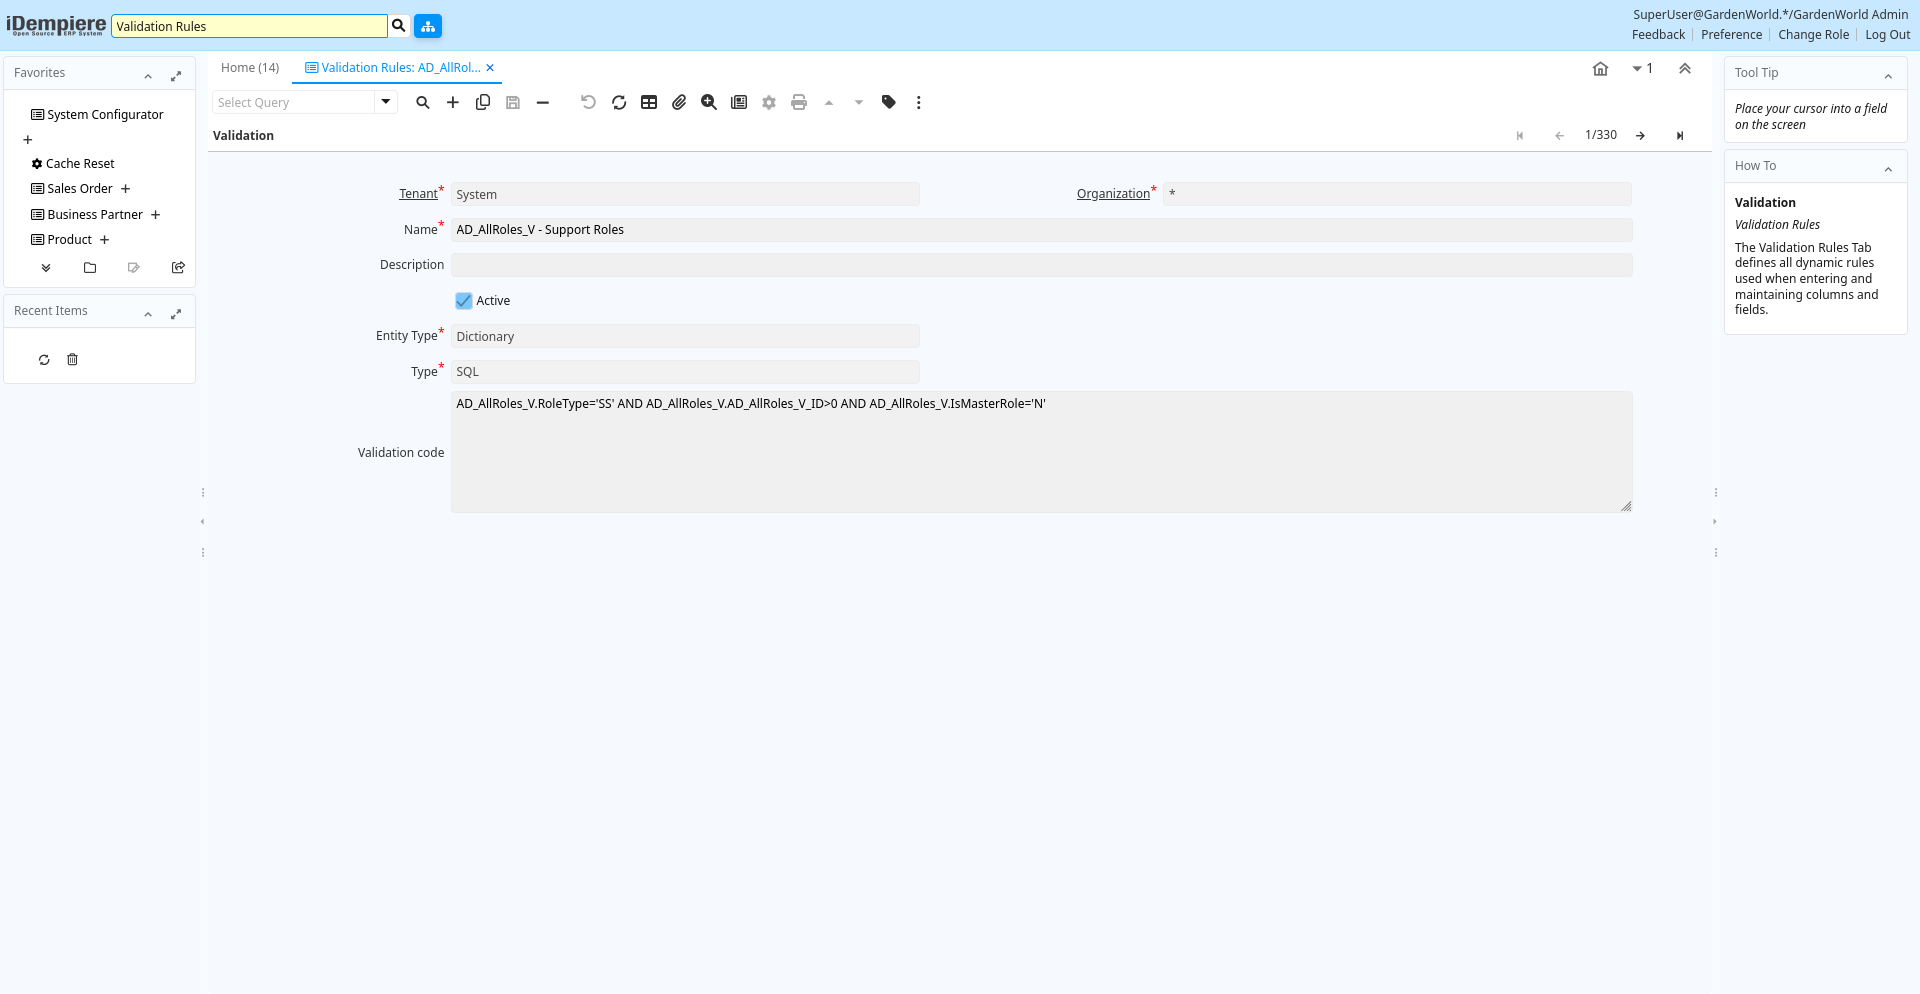 iDempiere
Open Source ERP System
Validation Rules
SuperUser@GardenWorld.*/GardenWorld Admin
Feedback
Preference
Change Role
Log Out
Favorites
System Configurator
Cache Reset
Sales Order
Business Partner
Product
Recent Items
Home (14)
Validation Rules: AD_AllRol...
1
Select Query
Validation
1/330
Tenant*
System
Organization*
*
Name*
AD_AllRoles_V - Support Roles
Description
Active
Entity Type*
Dictionary
Type*
SQL
Validation code
AD_AllRoles_V.RoleType='SS' AND AD_AllRoles_V.AD_AllRoles_V_ID>0 AND AD_AllRoles_V.IsMasterRole='N'
Tool Tip
Place your cursor into a field
on the screen
How To
Validation
Validation Rules
The Validation Rules Tab
defines all dynamic rules
used when entering and
maintaining columns and
fields.